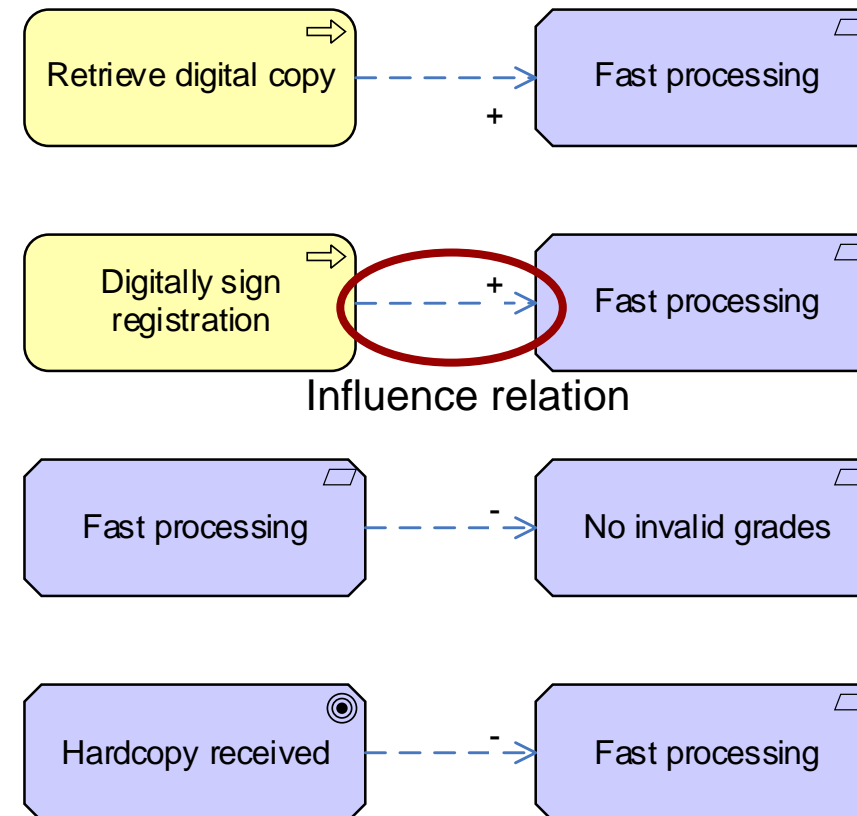 Retrieve digital copy
+
Fast processing
Digitally sign
registration
+
Fast processing
Influence relation
Fast processing
-
No invalid grades
Hardcopy received
-
Fast processing